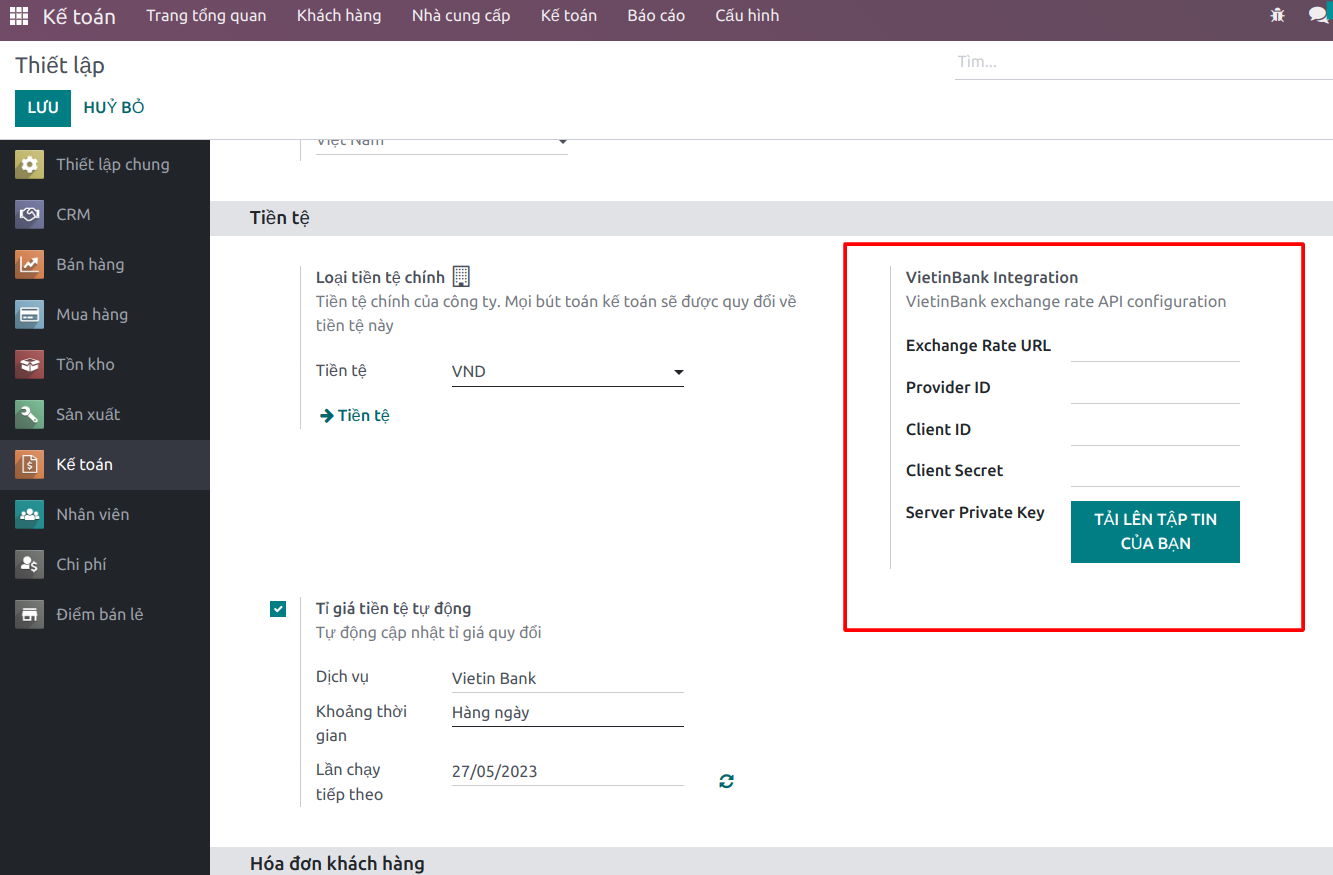 Kế toán
Trang tổng quan
Khách hàng
Nhà cung cấp
Kế toán
Báo cáo
Cấu hình
Thiết lập
Tìm...
LƯU
HUỶ BỎ
Thiết lập chung
CRM
Bán hàng
Mua hàng
Tồn kho
Sản xuất
Kế toán
Nhân viên
Chi phí
Điểm bán lẻ
Việt Nam
Tiền tệ
Loại tiền tệ chính
Tiền tệ chính của công ty. Mọi bút toán kế toán sẽ được quy đổi về
tiền tệ này
Tiền tệ
VND
Tiền tệ
VietinBank Integration
VietinBank exchange rate API configuration
Exchange Rate URL
Provider ID
Client ID
Client Secret
Server Private Key
TẢI LÊN TẬP TIN
CỦA BẠN
Tỉ giá tiền tệ tự động
Tự động cập nhật tỉ giá quy đổi
Dịch vụ
Vietin Bank
Khoảng thời
gian
Hàng ngày
Lần chạy
tiếp theo
27/05/2023
Hóa đơn khách hàng